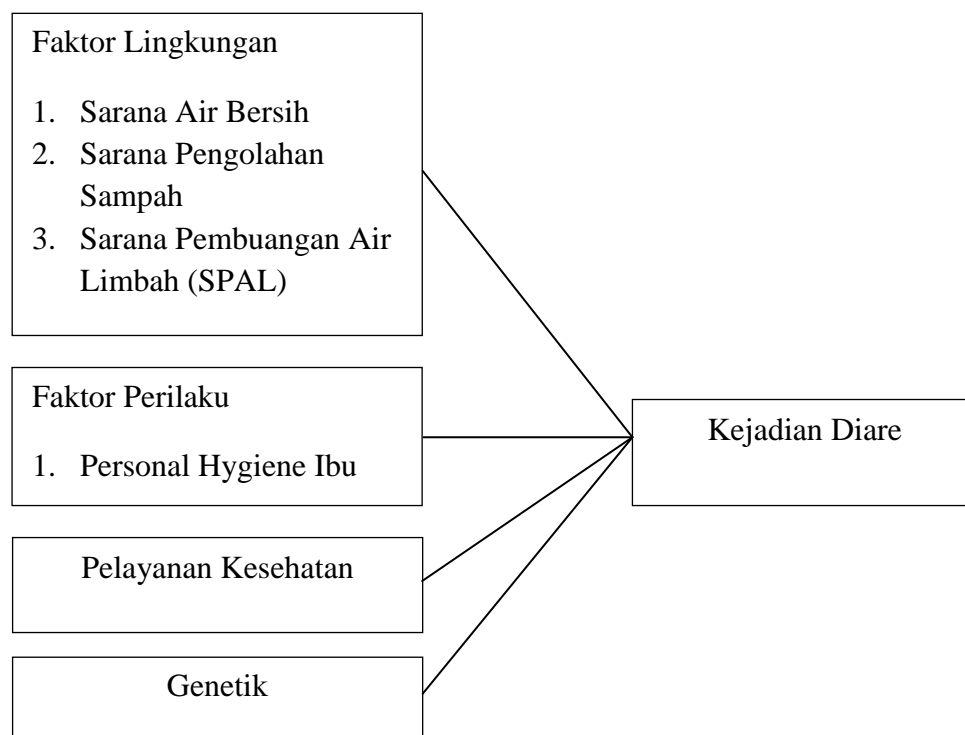 Faktor Lingkungan
1. Sarana Air Bersih
2. Sarana Pengolahan
Sampah
3. Sarana Pembuangan Air
Limbah (SPAL)
Faktor Perilaku
1. Personal Hygiene Ibu
Pelayanan Kesehatan
Genetik
Kejadian Diare